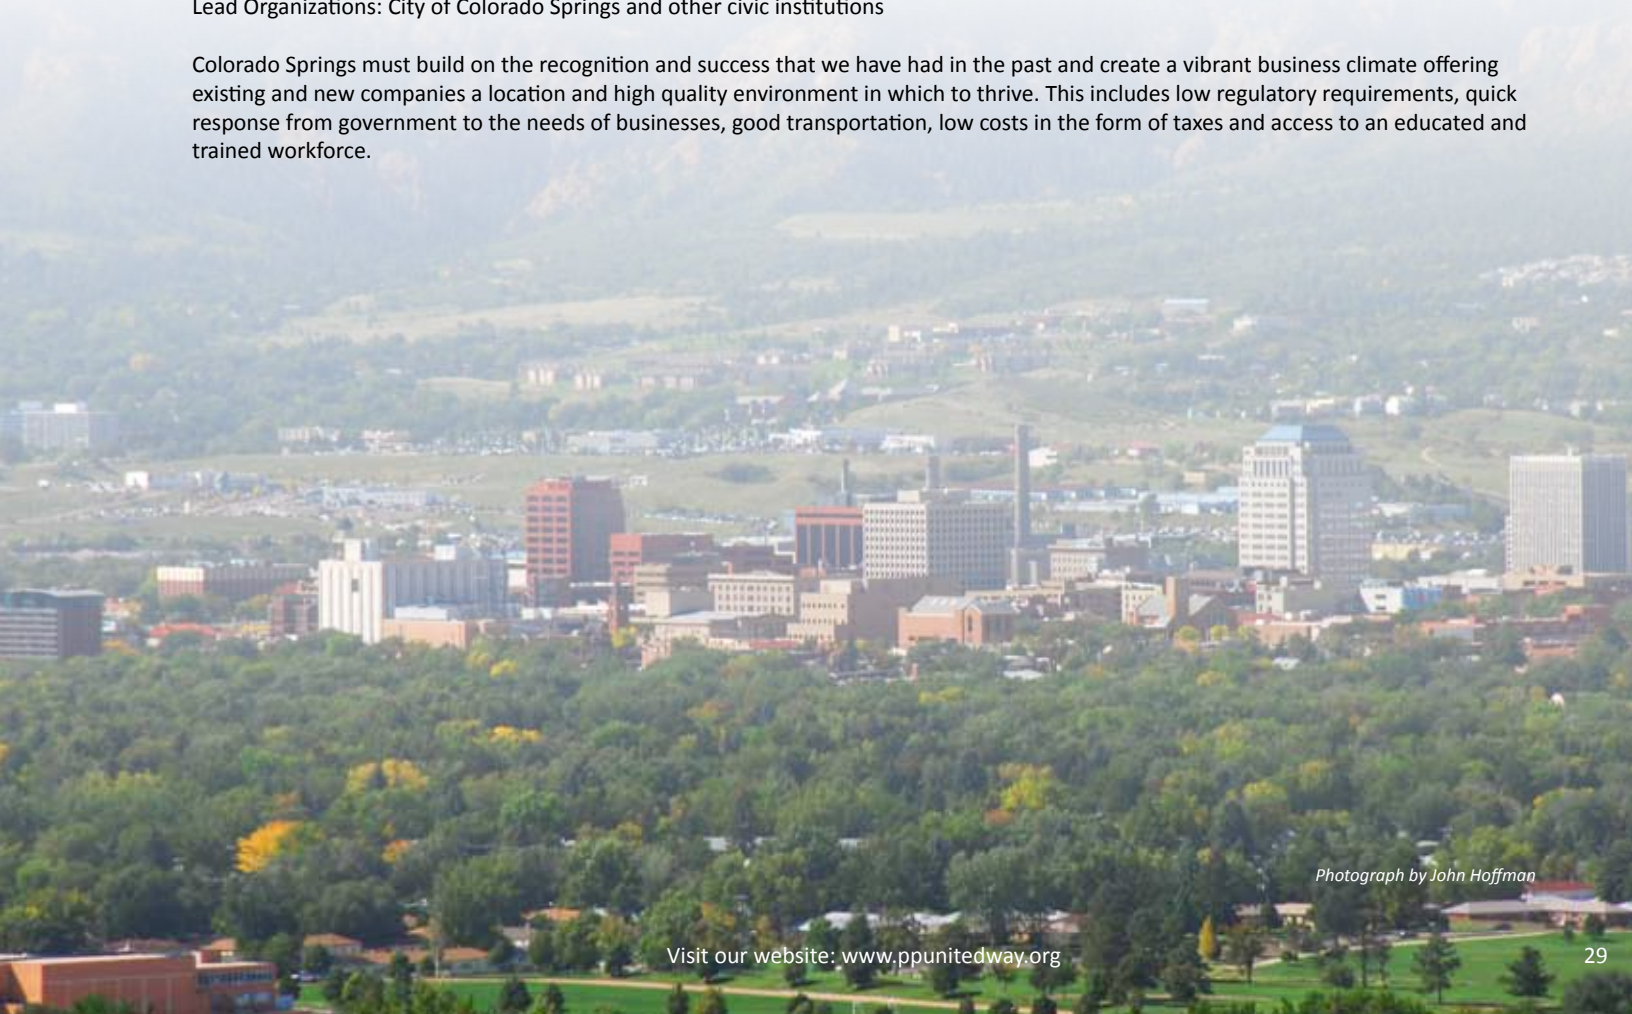 Lead Organizations: City of Colorado Springs and other civic institutions
Colorado Springs must build on the recognition and success that we have had in the past and create a vibrant business climate offering
existing and new companies a location and high quality environment in which to thrive. This includes low regulatory requirements, quick
response from government to the needs of businesses, good transportation, low costs in the form of taxes and access to an educated and
trained workforce.
Photograph by John Hoffman
Visit our website: www.ppunitedway.org
29